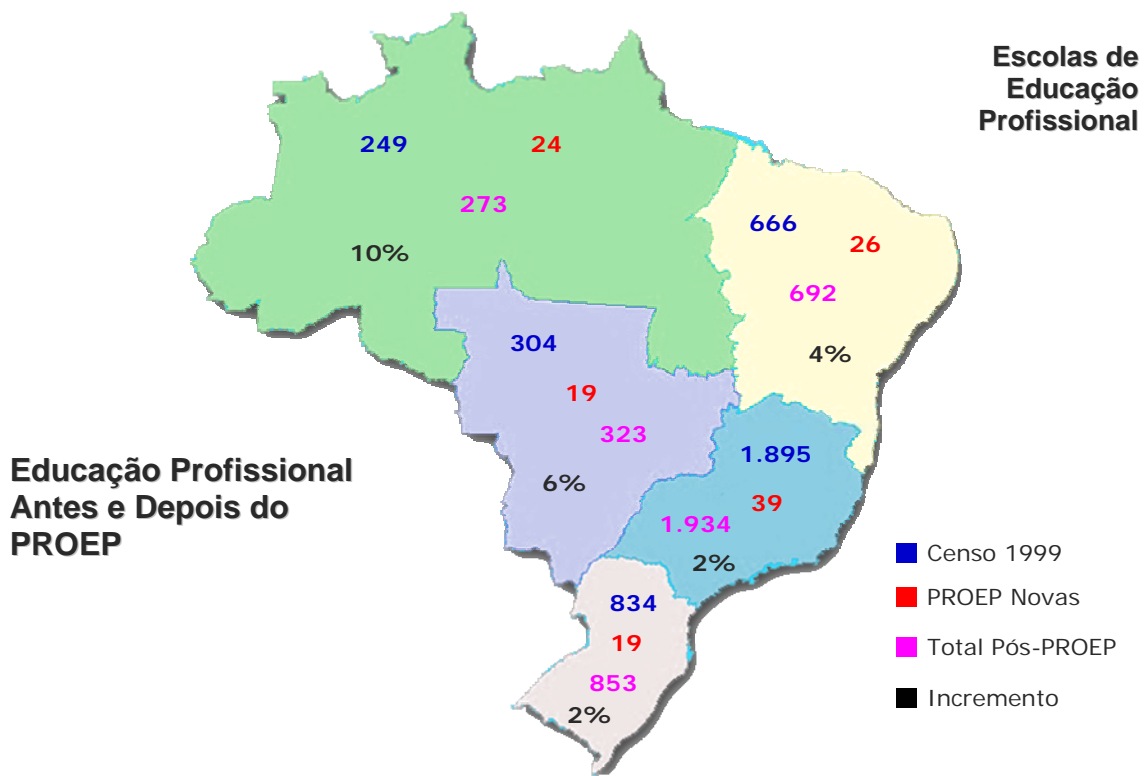 Escolas de
Educação
Profissional
249
24
273
10%
666
26
692
4%
304
19
323
6%
1.895
39
1.934
2%
834
19
853
2%
Educação Profissional
Antes e Depois do
PROEP
Censo 1999
PROEP Novas
Total Pós-PROEP
Incremento